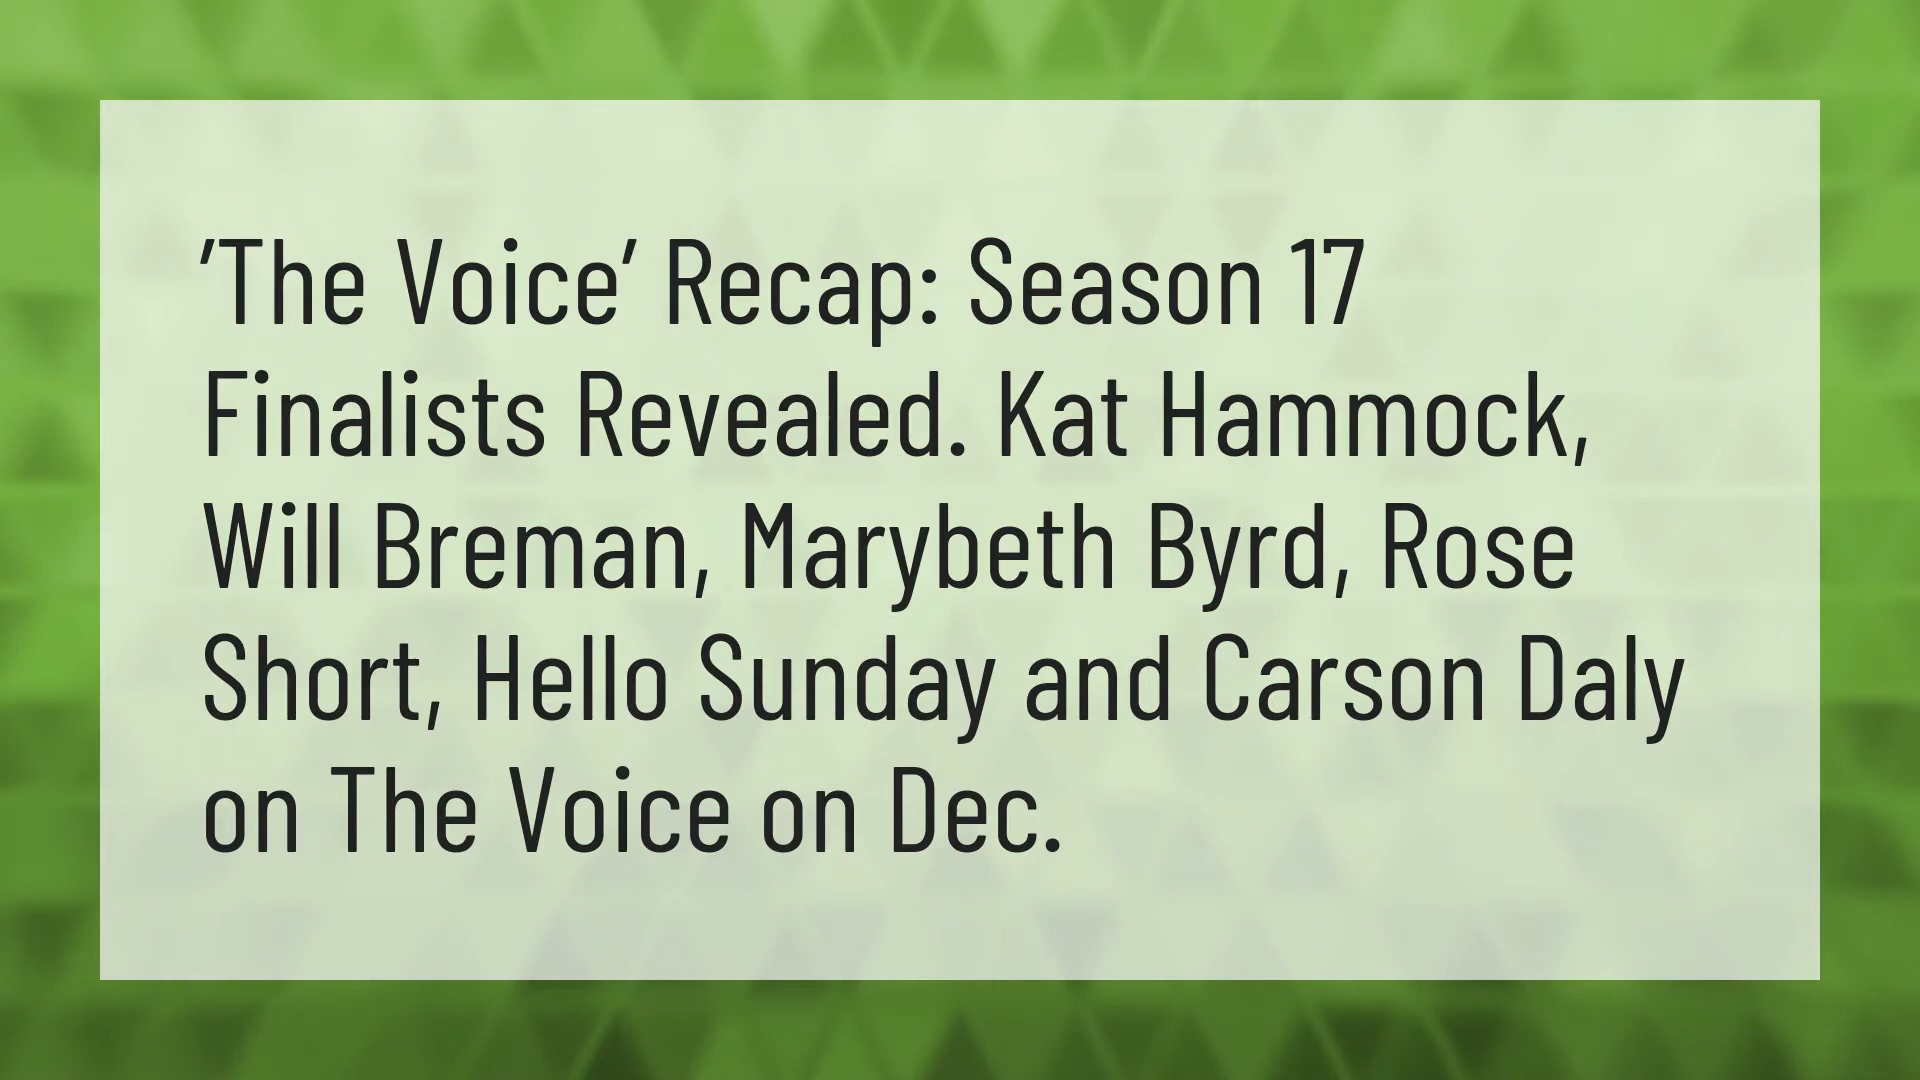 'The Voice' Recap: Season 17
Finalists Revealed. Kat Hammock,
Will Breman, Marybeth Byrd, Rose
Short, Hello Sunday and Carson Daly
on The Voice on Dec.